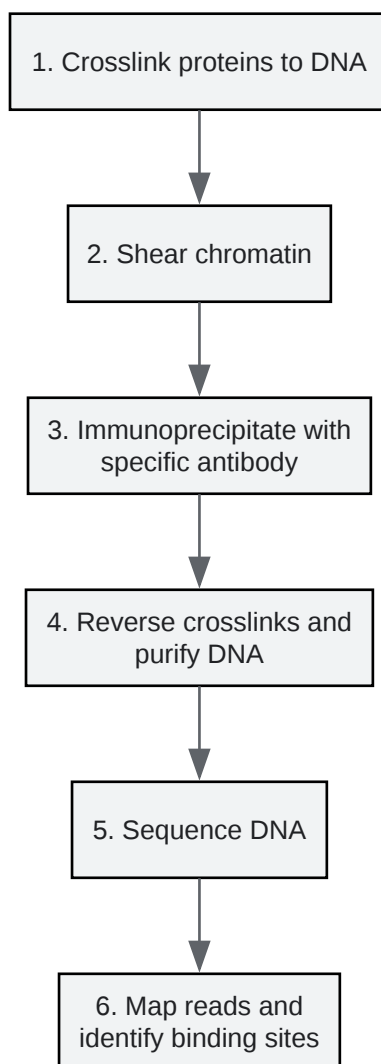 1. Crosslink proteins to DNA
2. Shear chromatin
3. Immunoprecipitate with
specific antibody
4. Reverse crosslinks and
purify DNA
5. Sequence DNA
6. Map reads and
identify binding sites